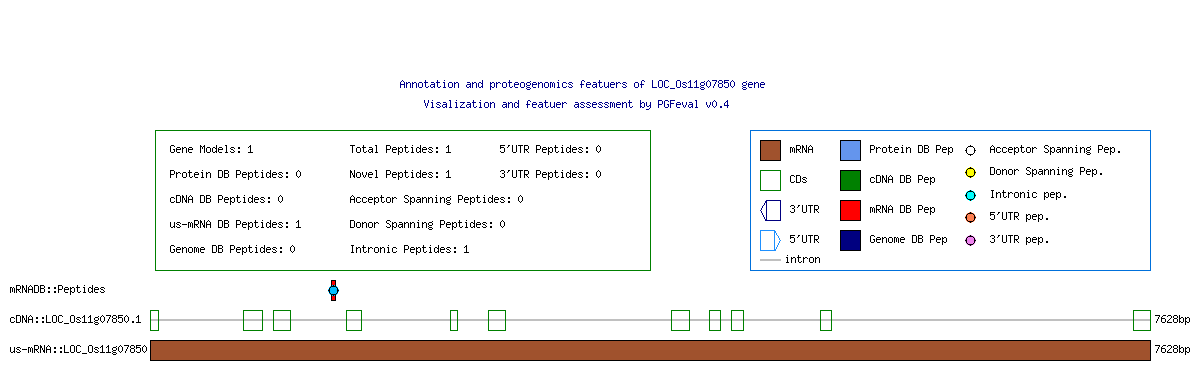 Annotation and proteogenomics featuers of LOC_Os11g07850 gene
Visalization and featuer assessment by PGFeval v0.4
Gene Models: 1 Total Peptides: 1 5'UTR Peptides: 0
Protein DB Peptides: 0 Novel Peptides: 1 3'UTR Peptides: 0
cDNA DB Peptides: 0 Acceptor Spanning Peptides: 0
us-mRNA DB Peptides: 1 Donor Spanning Peptides: 0
Genome DB Peptides: 0 Intronic Peptides: 1
mRNA Protein DB Pep Acceptor Spanning Pep.
CDs cDNA DB Pep Donor Spanning Pep.
Intronic pep.
3'UTR mRNA DB Pep 5'UTR pep.
5'UTR Genome DB Pep 3'UTR pep.
intron
mRNADB::Peptides
cDNA::LOC_Os11g07850.1 7628bp
us-mRNA::LOC_Os11g07850 7628bp